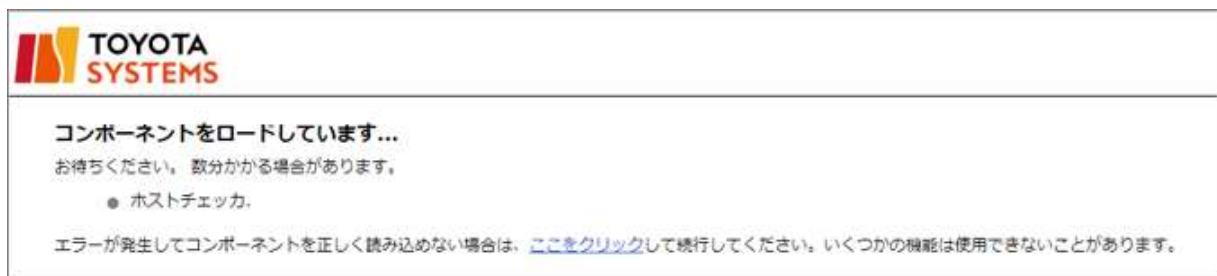 TOYOTA
SYSTEMS
コンポーネントをロードしています...
お待ちください。 数分かかる場合があります。
ホストチェッカ.
エラーが発生してコンポーネントを正しく読み込めない場合は、ここをクリックして続行してください。いくつかの機能は使用できないことがあります。